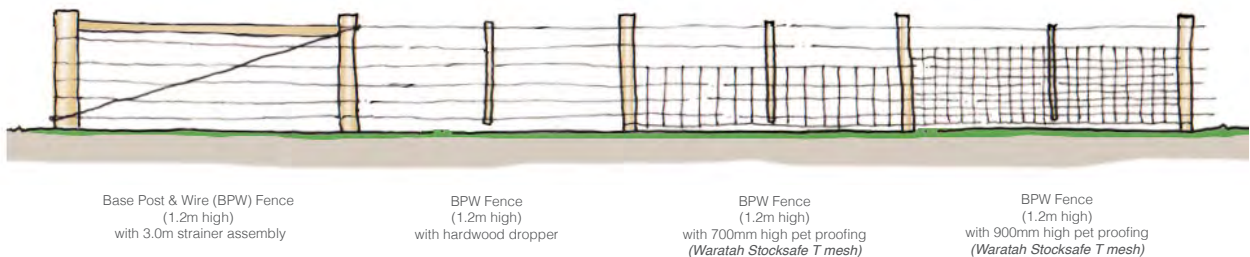 Base Post & Wire (BPW) Fence
(1.2m high)
with 3.0m strainer assembly
BPW Fence
(1.2m high)
with hardwood dropper
BPW Fence
(1.2m high)
with 700mm high pet proofing
(Waratah Stocksafe T mesh)
BPW Fence
(1.2m high)
with 900mm high pet proofing
(Waratah Stocksafe T mesh)